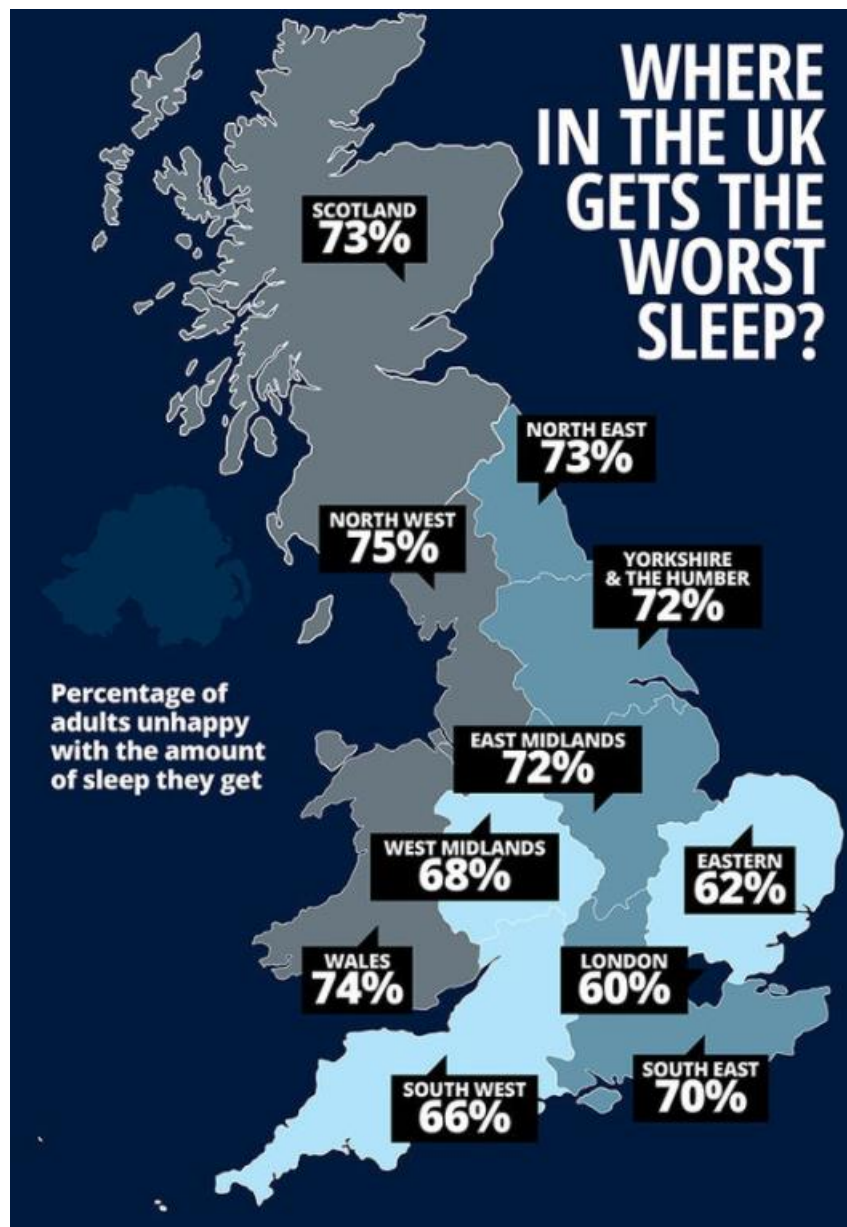 WHERE
IN THE UK
GETS THE
WORST
SLEEP?
SCOTLAND
73%
NORTH EAST
73%
NORTH WEST
75%
YORKSHIRE
& THE HUMBER
72%
Percentage of
adults unhappy
with the amount
of sleep they get
EAST MIDLANDS
72%
WEST MIDLANDS
68%
EASTERN
62%
WALES
74%
LONDON
60%
SOUTH WEST
66%
SOUTH EAST
70%